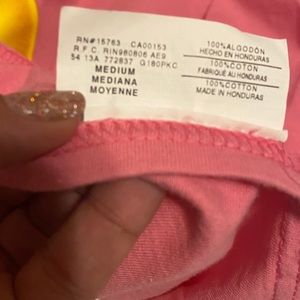 RN#15763 CA00153
R.F.C. RIN980806 AE9
54 13A 772837 G180PKC
MEDIUM
MEDIANA
MOYENNE
100%ALGODÓN
HECHO EN HONDURAS
100%COTON
FABRIQUÉ AU HONDURAS
100%COTTON
MADE IN HONDURAS